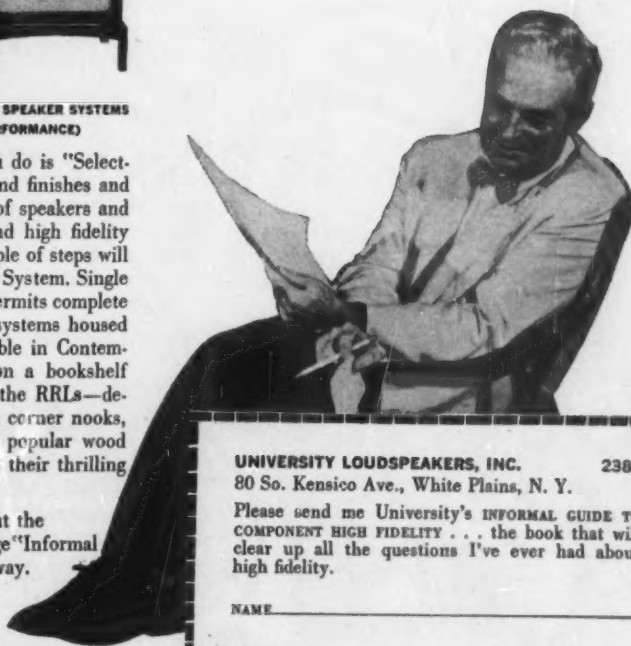 SPEAKER SYSTEMS
do is "Select-
nd finishes and
of speakers and
nd high fidelity
ple of steps will
System. Single
ermits complete
systems housed
ble in Contem-
on a bookshelf
the RRLs—de-
corner nooks,
popular wood
their thrilling
at the
ge "Informal
way.
UNIVERSITY LOUDSPEAKERS, INC. 238
80 So. Kensico Ave., White Plains, N. Y.
Please send me University's INFORMAL GUIDE T
COMPONENT HIGH FIDELITY . . . the book that wi
clear up all the questions I've ever had abou
high fidelity.
NAME